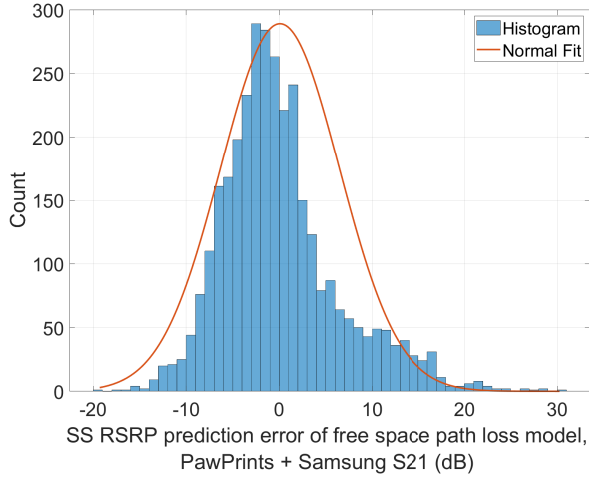 300
250
200
150
100
50
0
Count
Histogram
Normal Fit
-20 -10 0 10 20 30
SS RSRP prediction error of free space path loss model,
PawPrints + Samsung S21 (dB)